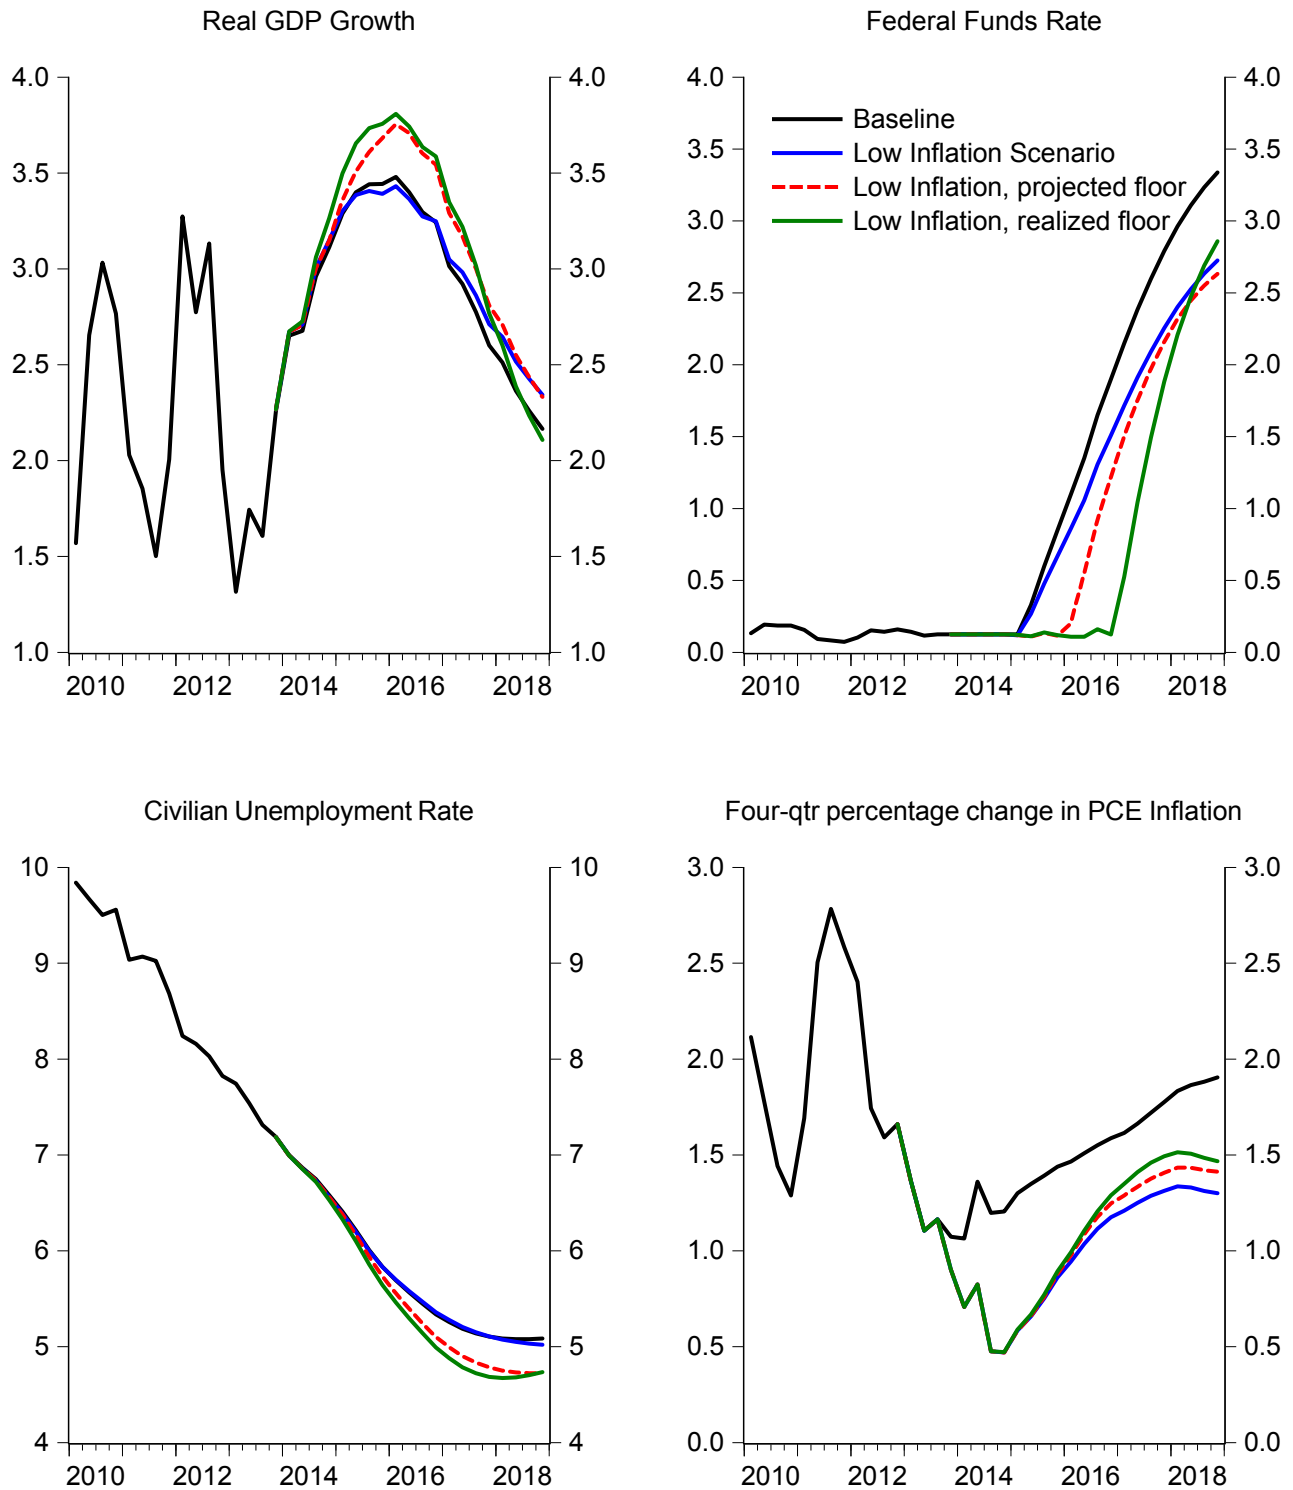 Real GDP Growth
4.0 4.0
3.5 3.5
3.0 3.0
2.5 2.5
2.0 2.0
1.5 1.5
1.0 1.0
2010 2012 2014 2016 2018
Federal Funds Rate
4.0 4.0
Baseline
3.5 Low Inflation Scenario 3.5
Low Inflation, projected floor
3.0 Low Inflation, realized floor 3.0
2.5 2.5
2.0 2.0
1.5 1.5
1.0 1.0
0.5 0.5
0.0 0.0
2010 2012 2014 2016 2018
Civilian Unemployment Rate
10 10
9 9
8 8
7 7
6 6
5 5
4 4
2010 2012 2014 2016 2018
Four-qtr percentage change in PCE Inflation
3.0 3.0
2.5 2.5
2.0 2.0
1.5 1.5
1.0 1.0
0.5 0.5
0.0 0.0
2010 2012 2014 2016 2018